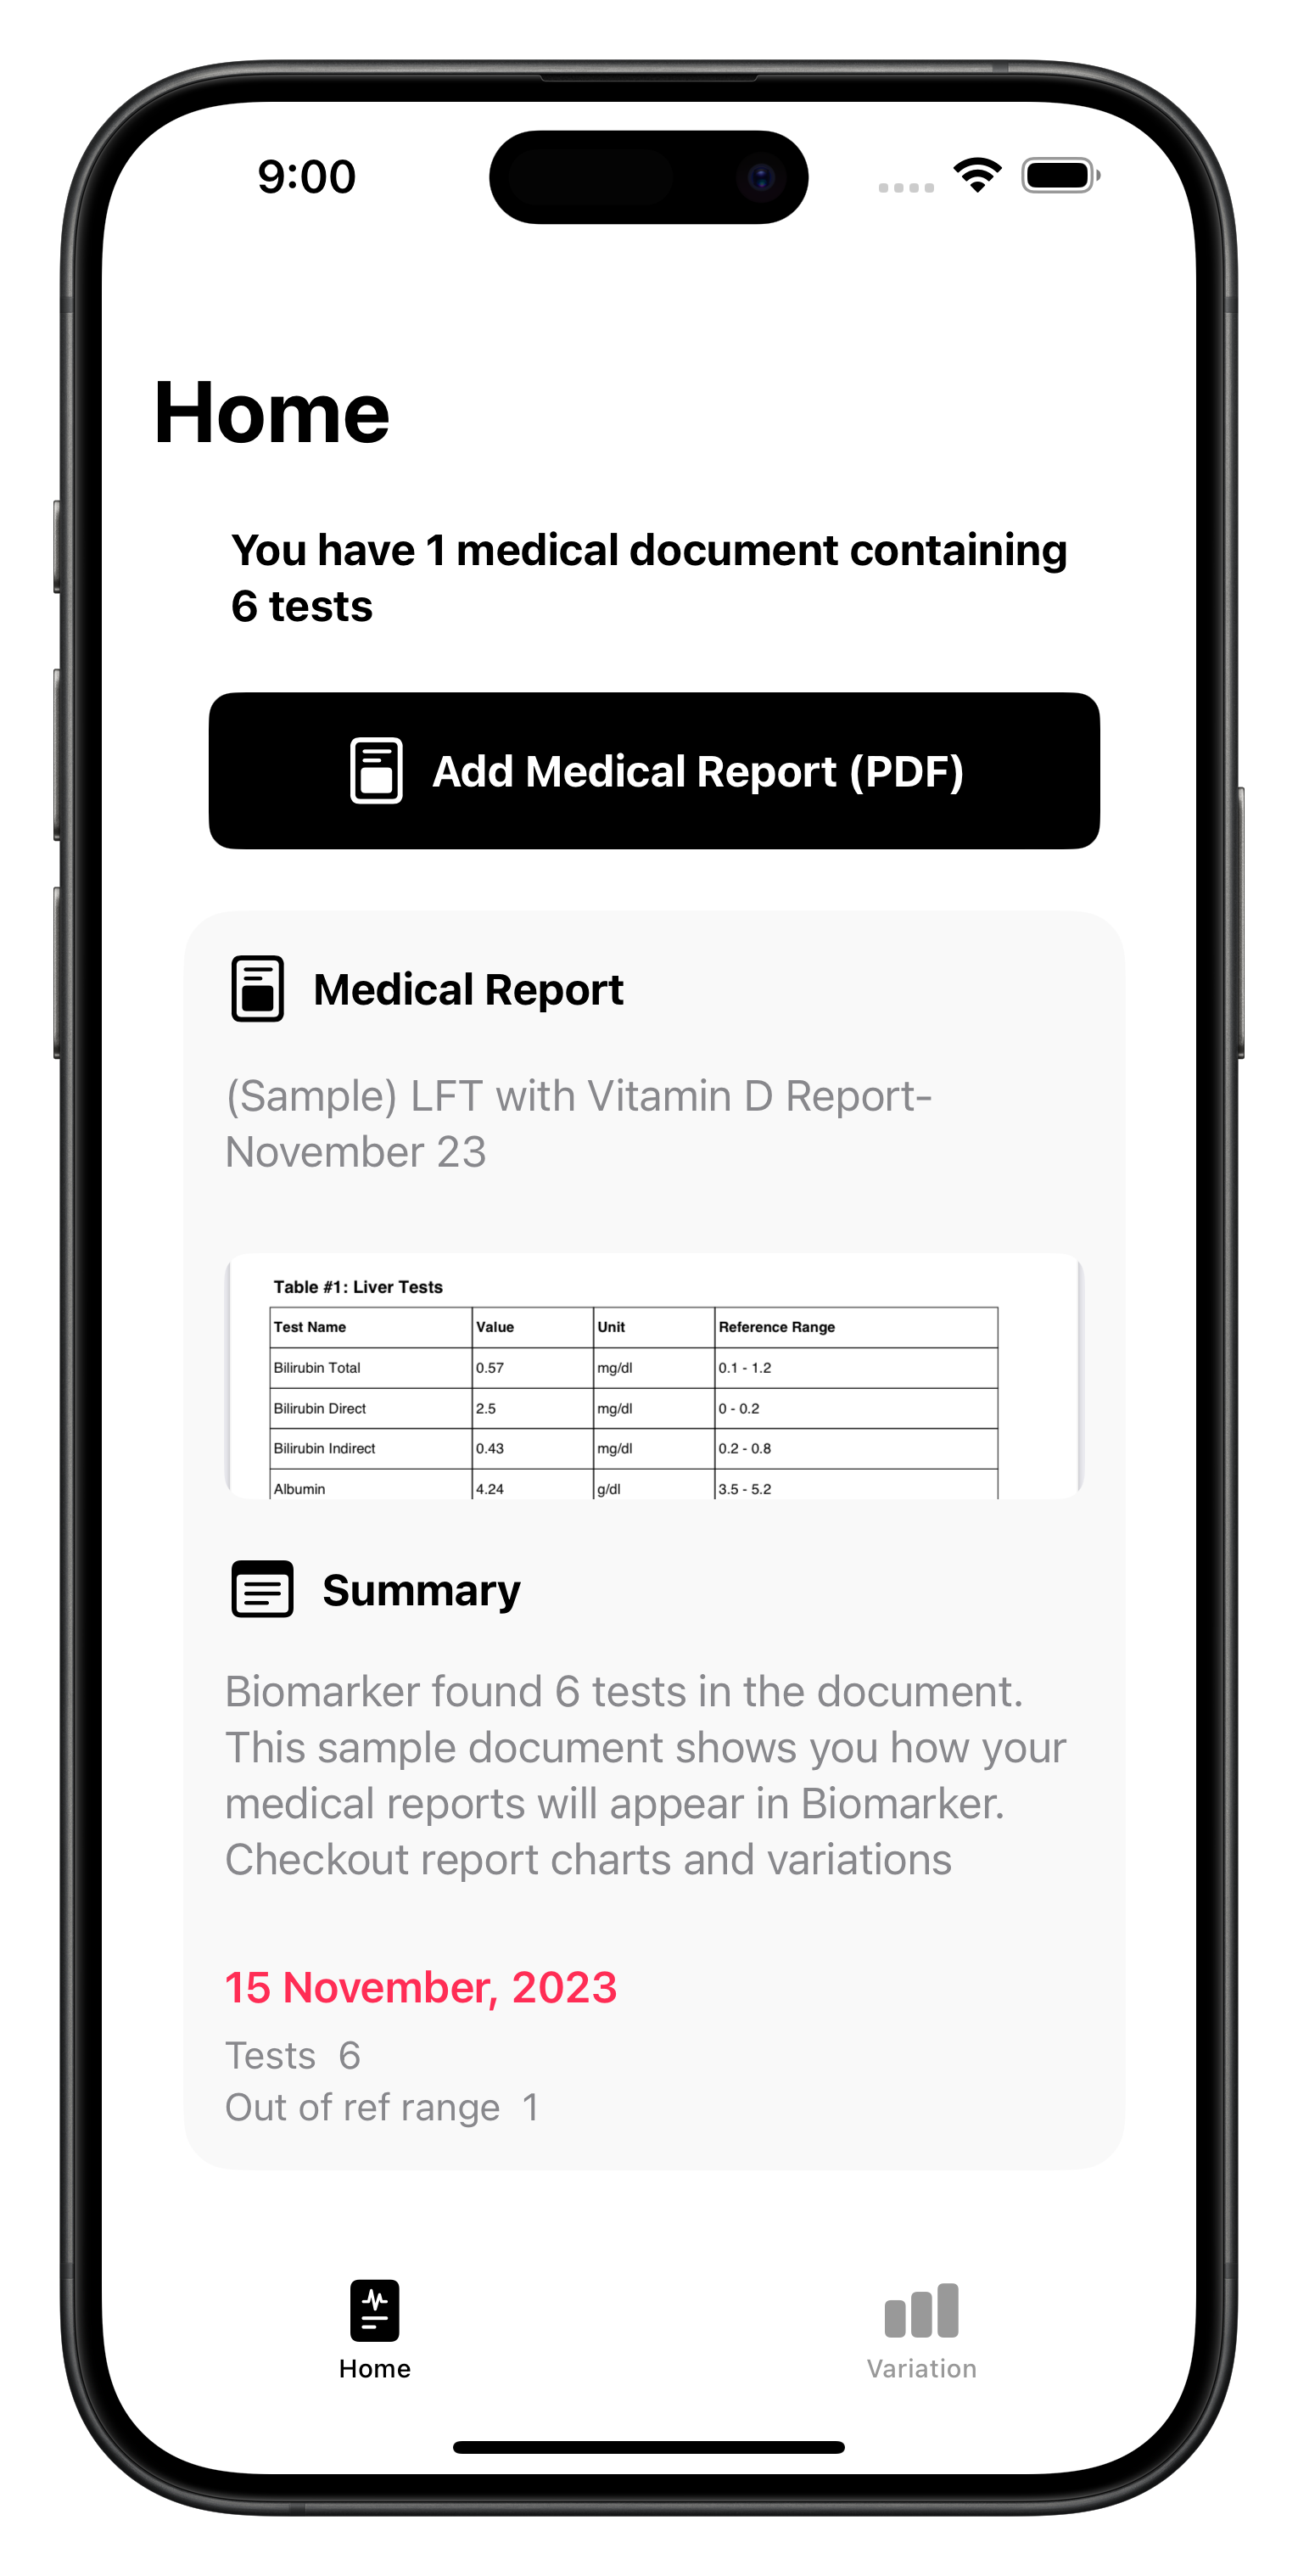 9:00
Home
You have 1 medical document containing
6 tests
Add Medical Report (PDF)
Medical Report
(Sample) LFT with Vitamin D Report-
November 23
Table #1: Liver Tests
Test Name Value Unit Reference Range
Bilirubin Total 0.57 mg/dl 0.1 - 1.2
Bilirubin Direct 2.5 mg/dl 0 - 0.2
Bilirubin Indirect 0.43 mg/dl 0.2 - 0.8
Albumin 4.24 g/dl 3.5 - 5.2
Summary
Biomarker found 6 tests in the document.
This sample document shows you how your
medical reports will appear in Biomarker.
Checkout report charts and variations
15 November, 2023
Tests 6
Out of ref range 1
Home Variation